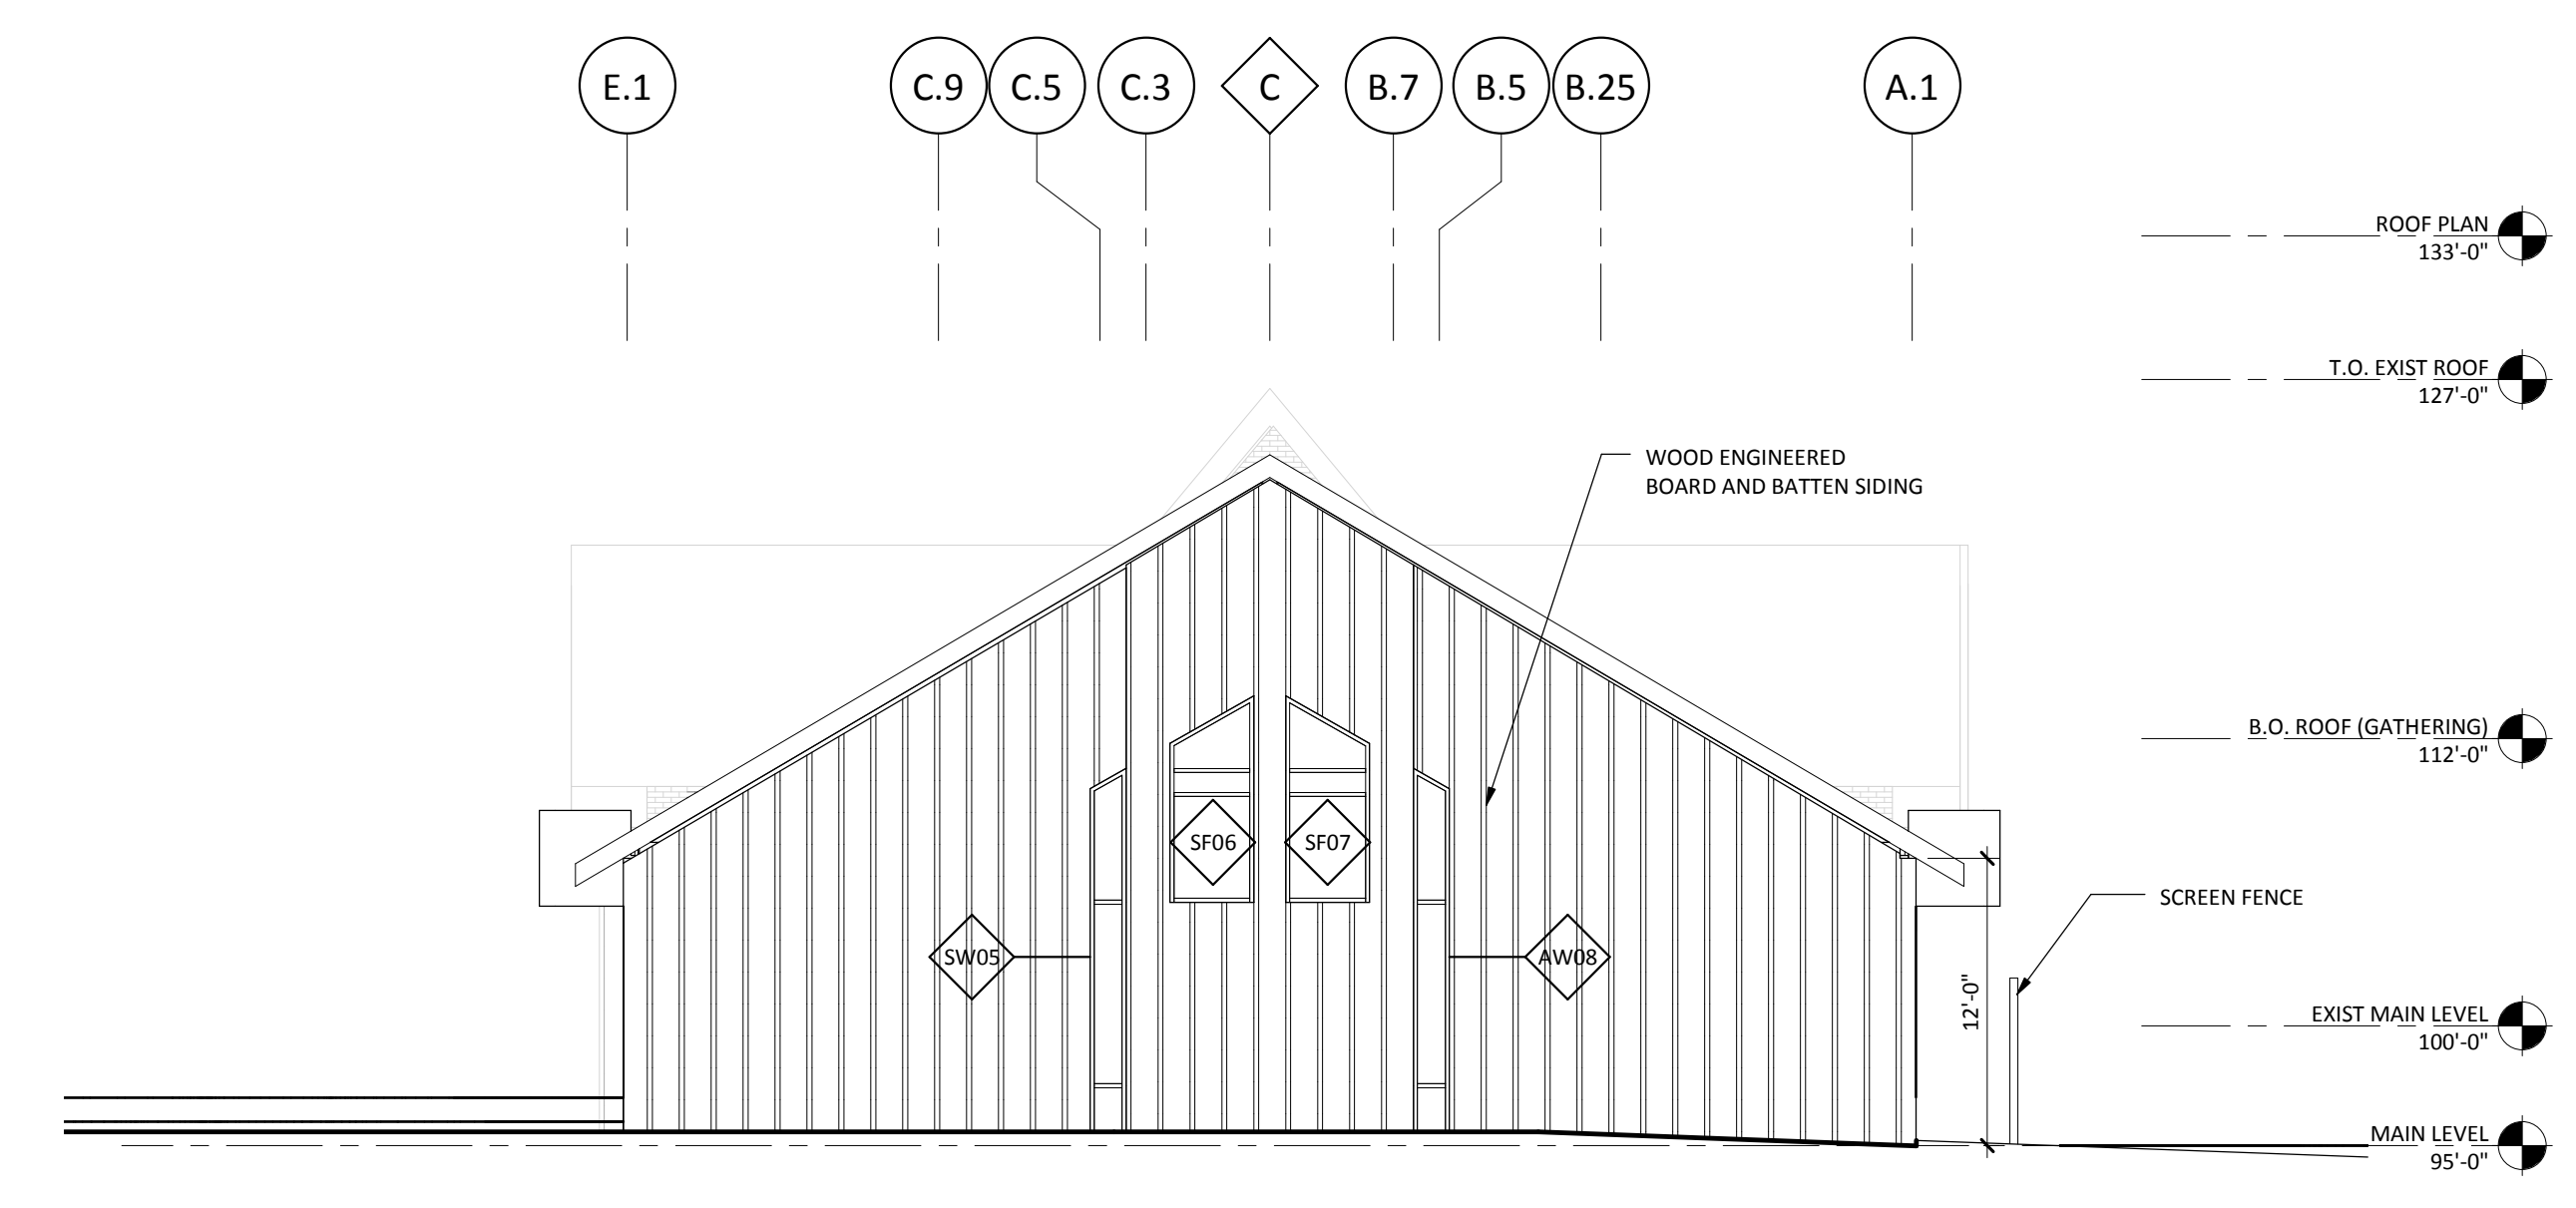 E.1
C.9
C.5
C.3
C
B.7
B.5
B.25
A.1
ROOF PLAN
133'-0"
T.O. EXIST ROOF
127'-0"
WOOD ENGINEERED
BOARD AND BATTEN SIDING
B.O. ROOF (GATHERING)
112'-0"
SF06
SF07
SCREEN FENCE
SW05
AW08
12'-0"
EXIST MAIN LEVEL
100'-0"
MAIN LEVEL
95'-0"